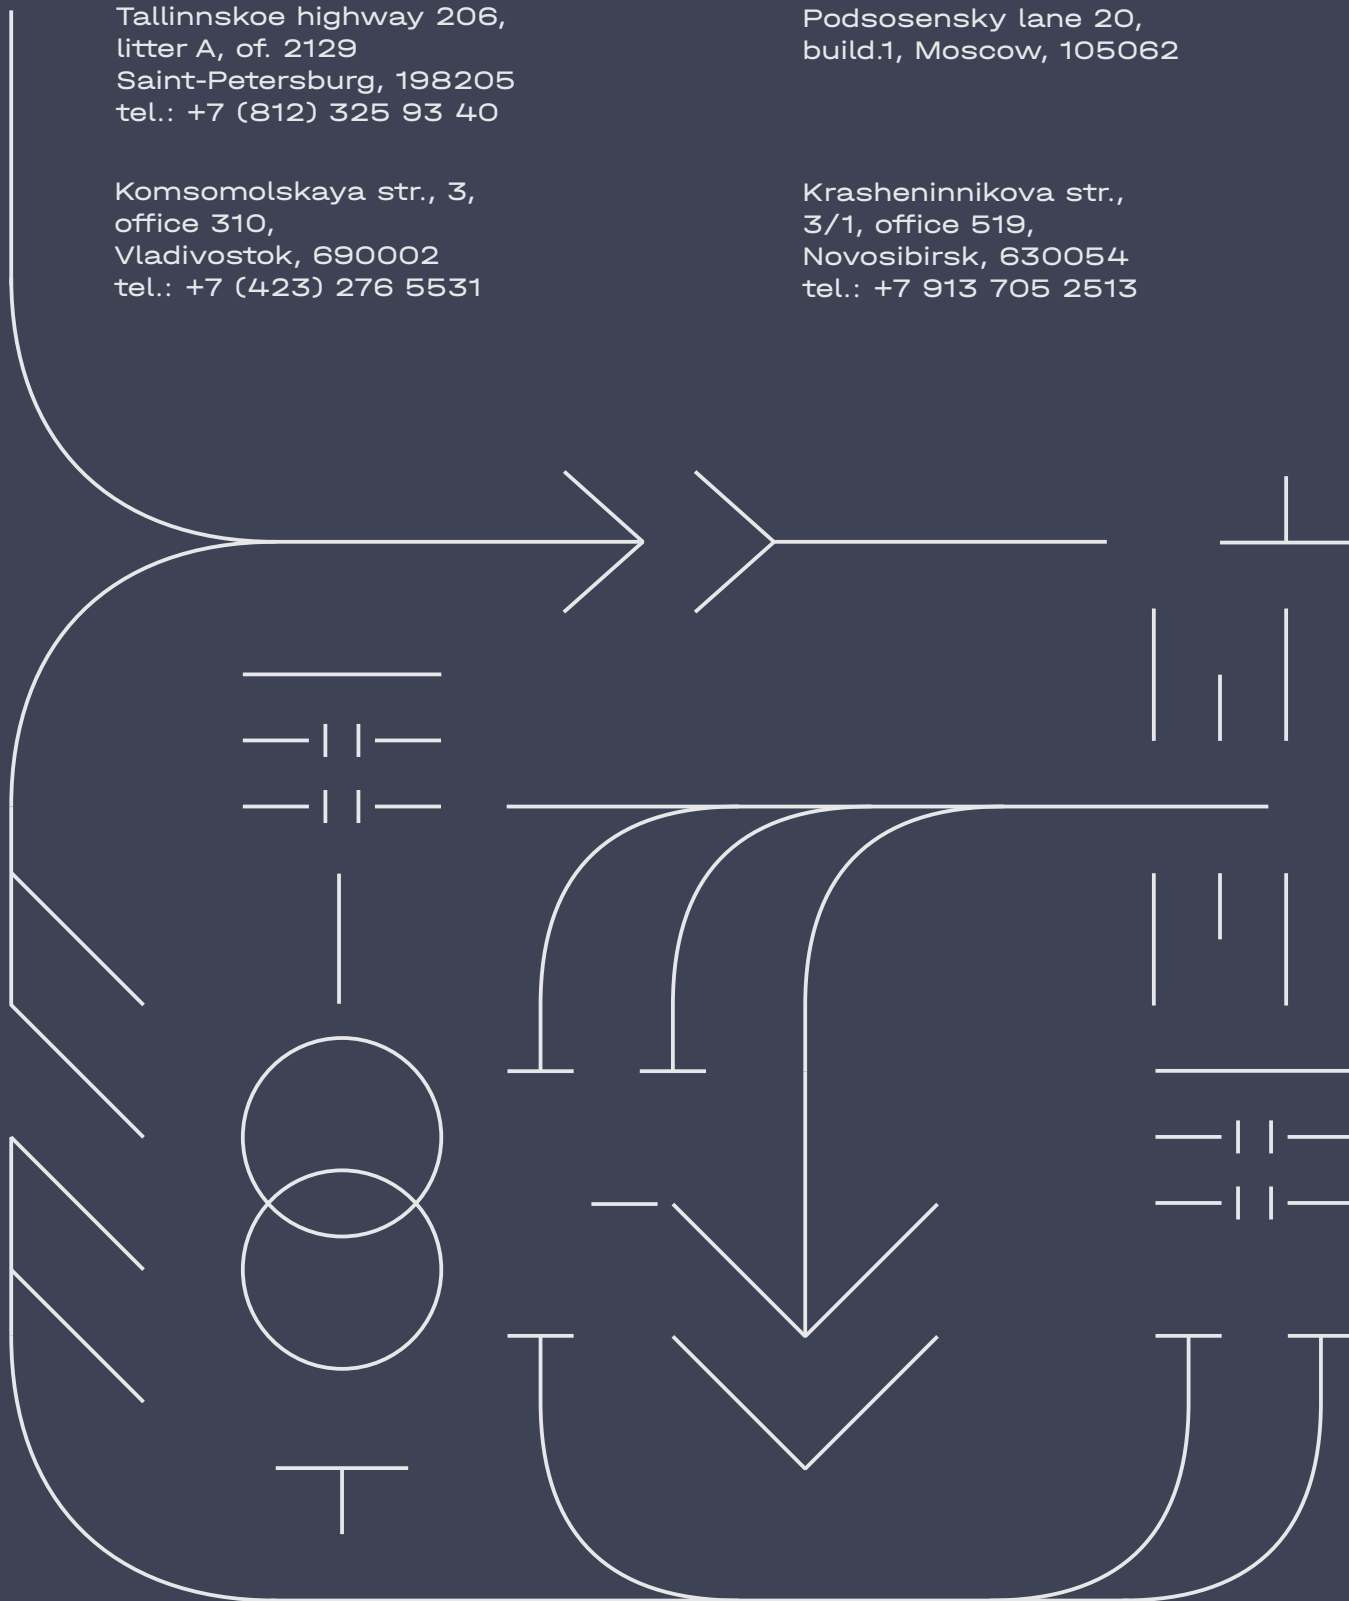 Tallinnskoe highway 206,
litter A, of. 2129
Saint-Petersburg, 198205
tel.: +7 (812) 325 93 40
Podsosensky lane 20,
build.1, Moscow, 105062
Komsomolskaya str., 3,
office 310,
Vladivostok, 690002
tel.: +7 (423) 276 5531
Krasheninnikova str.,
3/1, office 519,
Novosibirsk, 630054
tel.: +7 913 705 2513